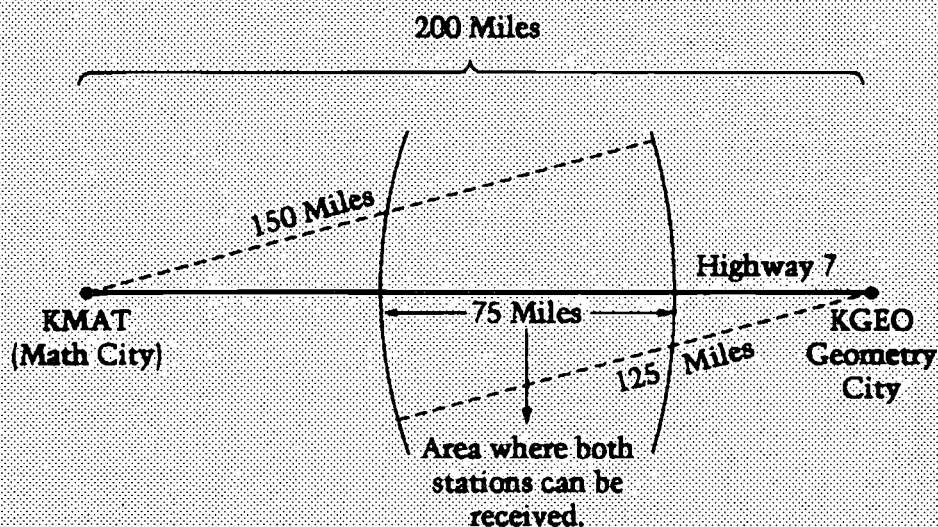 200 Miles
150 Miles
Highway 7
75 Miles
KMAT
(Math City)
KGEO
Geometry
City
125 Miles
Area where both
stations can be
received.